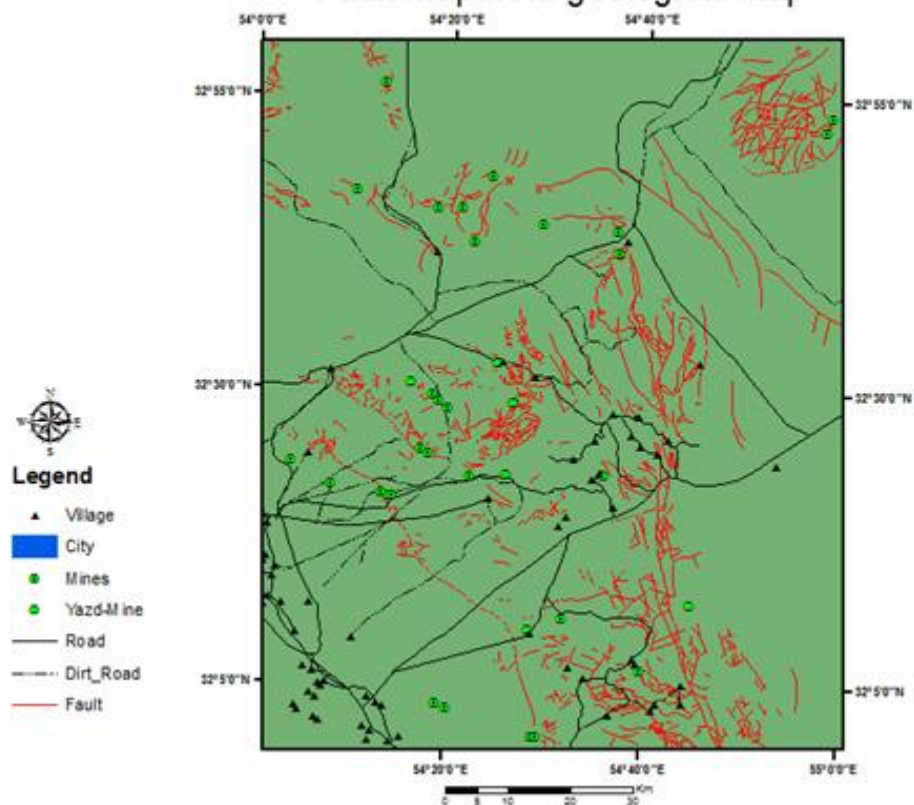 54°0'0"E 54°20'0"E 54°40'0"E
32°55'0"N 32°55'0"N
32°30'0"N 32°30'0"N
N
W E
S
Legend
Village
City
Mines
Yazd-Mine
Road
Dirt_Road
Fault
32°5'0"N 32°5'0"N
54°20'0"E 54°40'0"E 55°0'0"E
Km
0 5 10 20 30